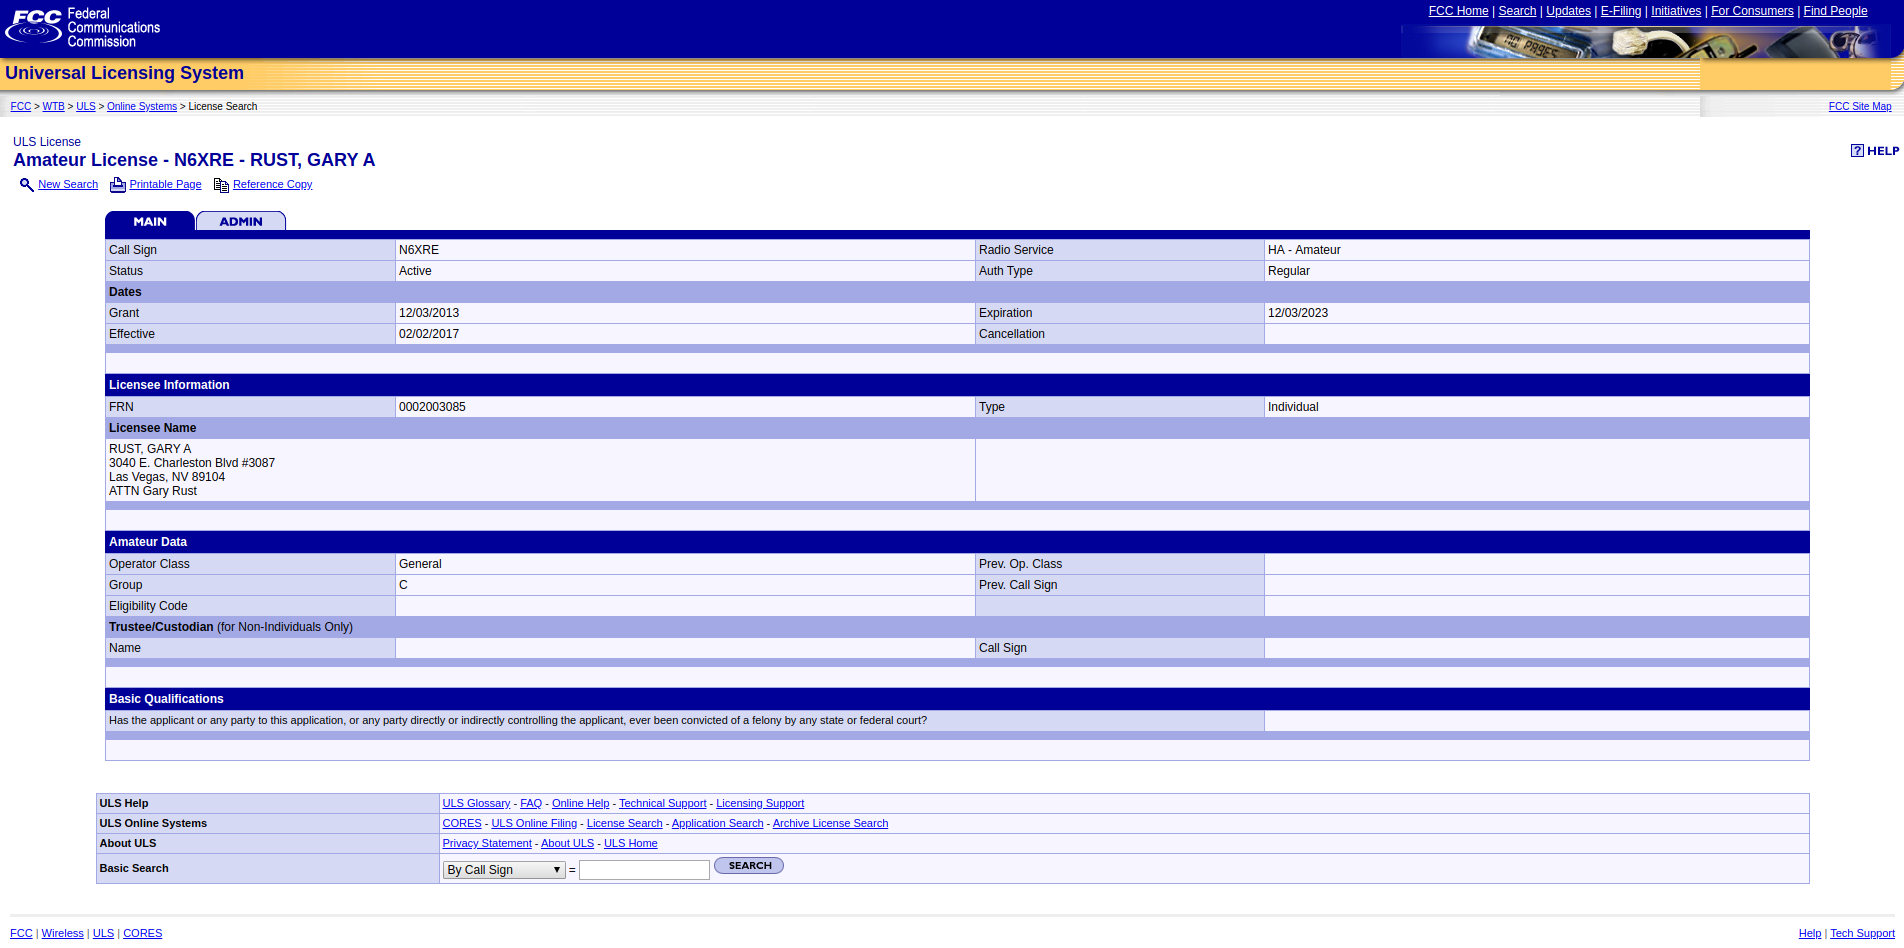 FCC Federal Communications Commission
FCC Home | Search | Updates | E-Filing | Initiatives | For Consumers | Find People
Universal Licensing System
FCC > WTB > ULS > Online Systems > License Search
FCC Site Map
ULS License
Amateur License - N6XRE - RUST, GARY A
? HELP
New Search Printable Page Reference Copy
MAIN ADMIN
Call Sign N6XRE Radio Service HA - Amateur
Status Active Auth Type Regular
Dates
Grant 12/03/2013 Expiration 12/03/2023
Effective 02/02/2017 Cancellation
Licensee Information
FRN 0002003085 Type Individual
Licensee Name
RUST, GARY A
3040 E. Charleston Blvd #3087
Las Vegas, NV 89104
ATTN Gary Rust
Amateur Data
Operator Class General Prev. Op. Class
Group C Prev. Call Sign
Eligibility Code
Trustee/Custodian (for Non-Individuals Only)
Name Call Sign
Basic Qualifications
Has the applicant or any party to this application, or any party directly or indirectly controlling the applicant, ever been convicted of a felony by any state or federal court?
ULS Help ULS Glossary - FAQ - Online Help - Technical Support - Licensing Support
ULS Online Systems CORES - ULS Online Filing - License Search - Application Search - Archive License Search
About ULS Privacy Statement - About ULS - ULS Home
Basic Search By Call Sign = SEARCH
FCC | Wireless | ULS | CORES
Help | Tech Support